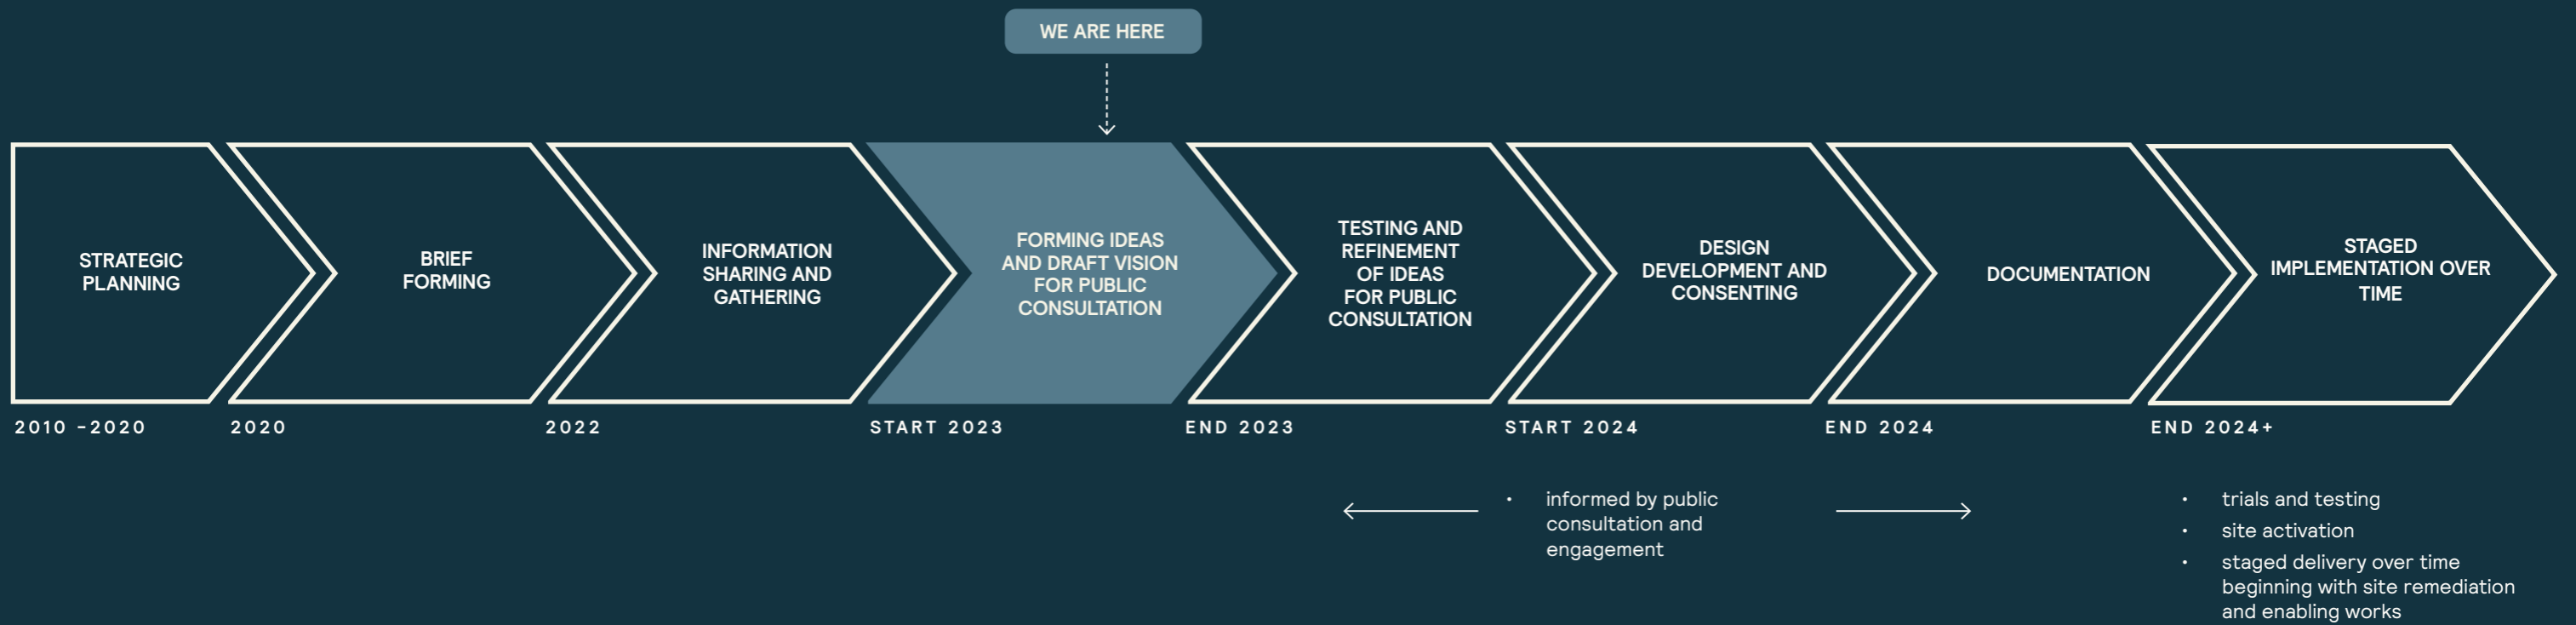 WE ARE HERE
STRATEGIC
PLANNING
BRIEF
FORMING
INFORMATION
SHARING AND
GATHERING
FORMING IDEAS
AND DRAFT VISION
FOR PUBLIC
CONSULTATION
TESTING AND
REFINEMENT
OF IDEAS
FOR PUBLIC
CONSULTATION
DESIGN
DEVELOPMENT AND
CONSENTING
DOCUMENTATION
STAGED
IMPLEMENTATION OVER
TIME
2010 -2020
2020
2022
START 2023
END 2023
START 2024
END 2024
END 2024+
• informed by public
consultation and
engagement
• trials and testing
• site activation
• staged delivery over time
beginning with site remediation
and enabling works